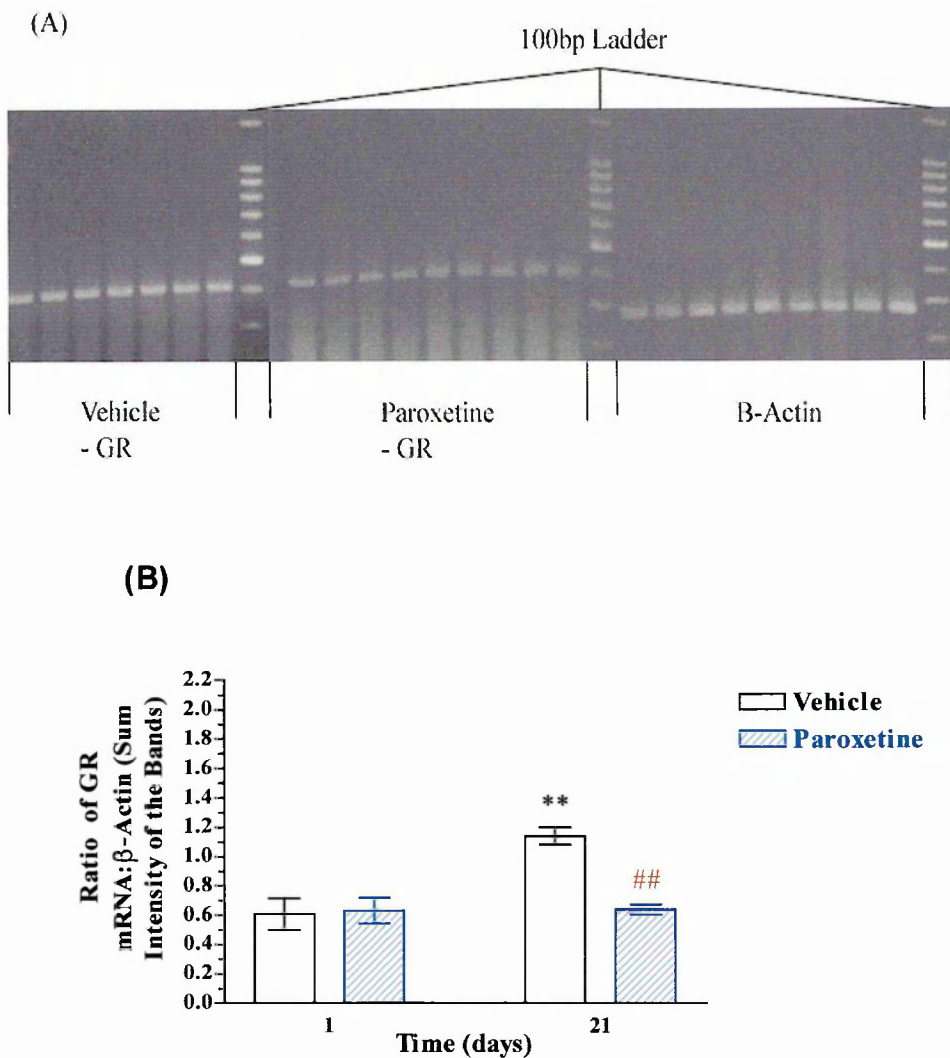 (A)
100bp Ladder
Vehicle
- GR
Paroxetine
- GR
B-Actin
(B)
Ratio of GR
mRNA:β-Actin (Sum
Intensity of the Bands)
2.2
2.0
1.8
1.6
1.4
1.2
1.0
0.8
0.6
0.4
0.2
0.0
**
##
1
21
Time (days)
Vehicle
Paroxetine